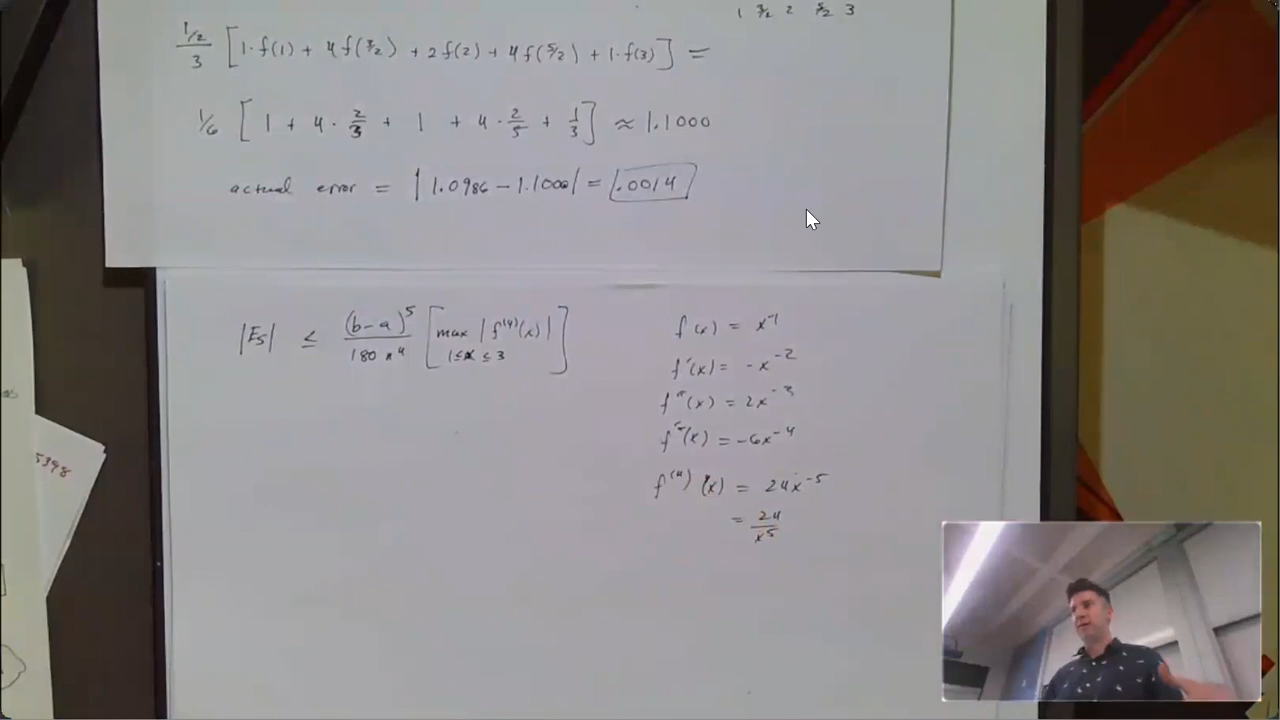 1 3/2 2 5/2 3
1/2 / 3 [1·f(1) + 4f(3/2) + 2f(2) + 4f(5/2) + 1·f(3)] =
1/6 [1 + 4·2/3 + 1 + 4·2/5 + 1/3] ≈ 1.1000
actual error = |1.0986 - 1.1000| = .0014
|Es| ≤ (b-a)^5 / 180 n^4 [max |f^(4)(x)|]
1≤x≤3
f(x) = x^-1
f'(x) = -x^-2
f''(x) = 2x^-3
f'''(x) = -6x^-4
f^(4)(x) = 24x^-5
= 24/x^5
5398